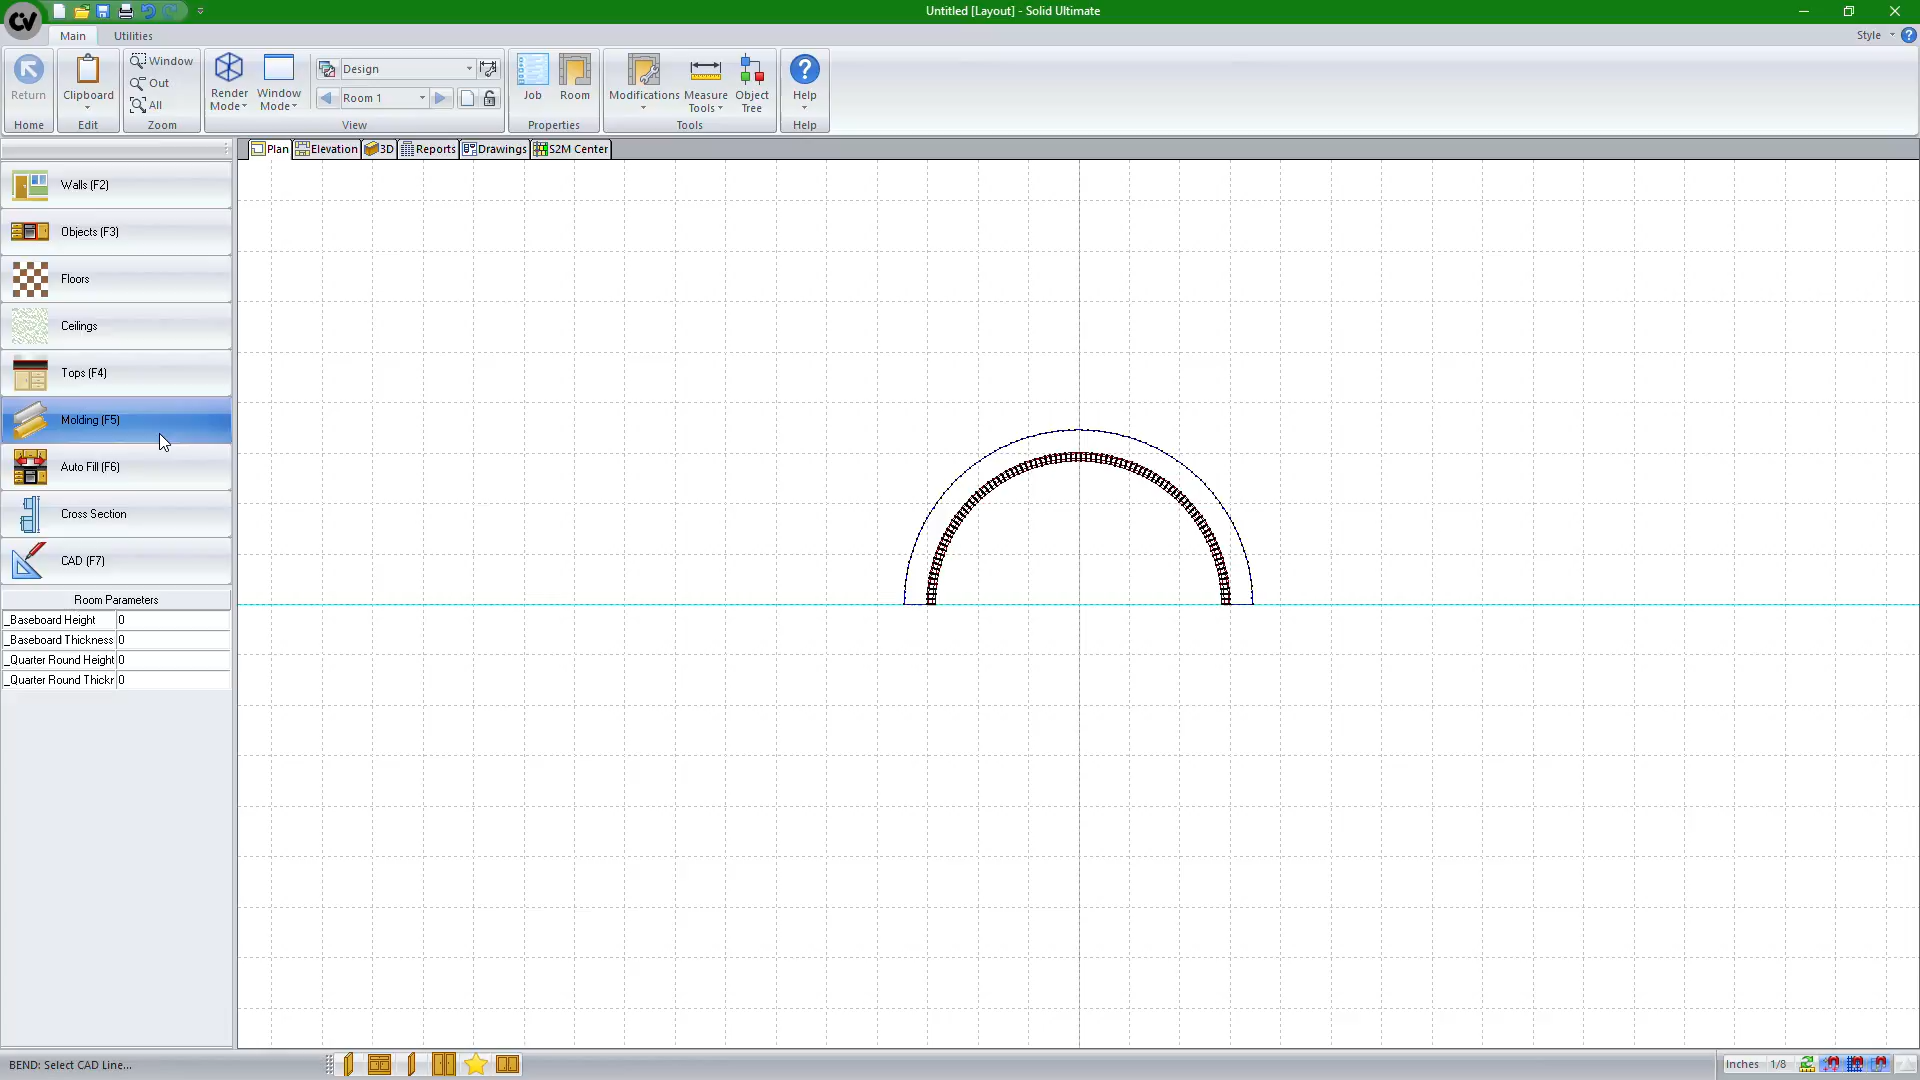 Untitled [Layout] - Solid Ultimate
CV
Main
Utilities
Style
Return
Clipboard
Window
Out
All
Render
Mode
Window
Mode
Design
Room 1
Job
Room
Modifications
Measure
Tools
Object
Tree
Help
Home
Edit
Zoom
View
Properties
Tools
Help
Plan
Elevation
3D
Reports
Drawings
S2M Center
Walls (F2)
Objects (F3)
Floors
Ceilings
Tops (F4)
Molding (F5)
Auto Fill (F6)
Cross Section
CAD (F7)
Room Parameters
_Baseboard Height 0
_Baseboard Thickness 0
_Quarter Round Height 0
_Quarter Round Thickr 0
BEND: Select CAD Line...
Inches 1/8